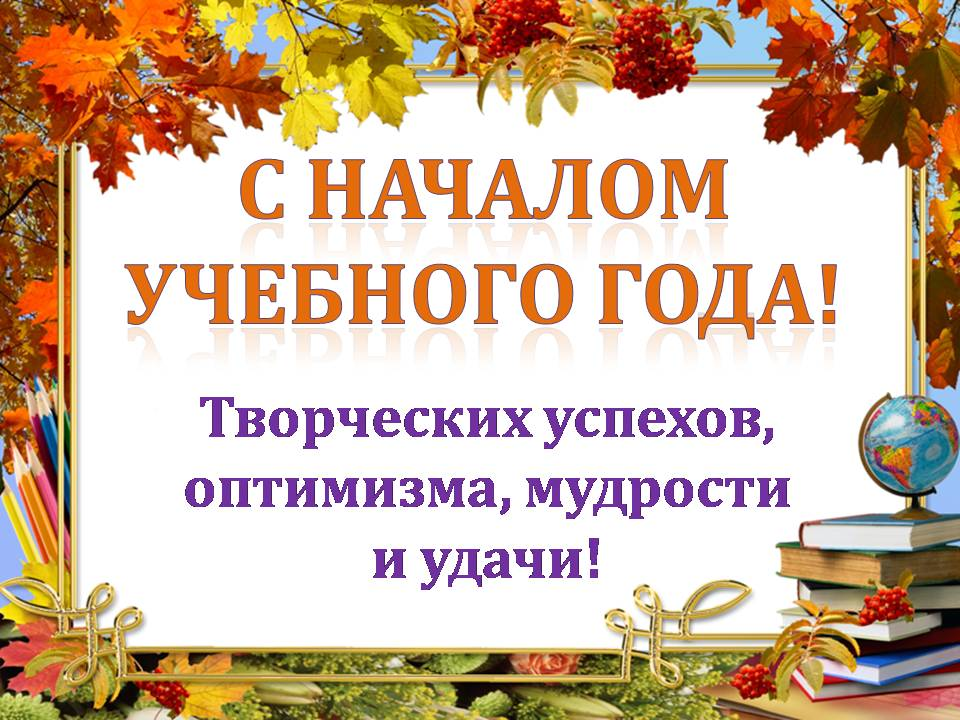 С НАЧАЛОМ
УЧЕБНОГО ГОДА!
Творческих успехов,
оптимизма, мудрости
и удачи!